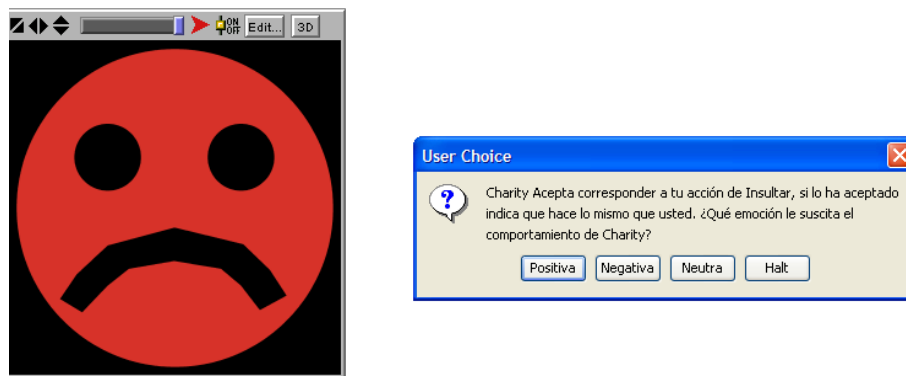 ON
OFF
Edit...
3D
User Choice
Charity Acepta corresponder a tu acción de Insultar, si lo ha aceptado
indica que hace lo mismo que usted. ¿Qué emoción le suscita el
comportamiento de Charity?
Positiva Negativa Neutra Halt